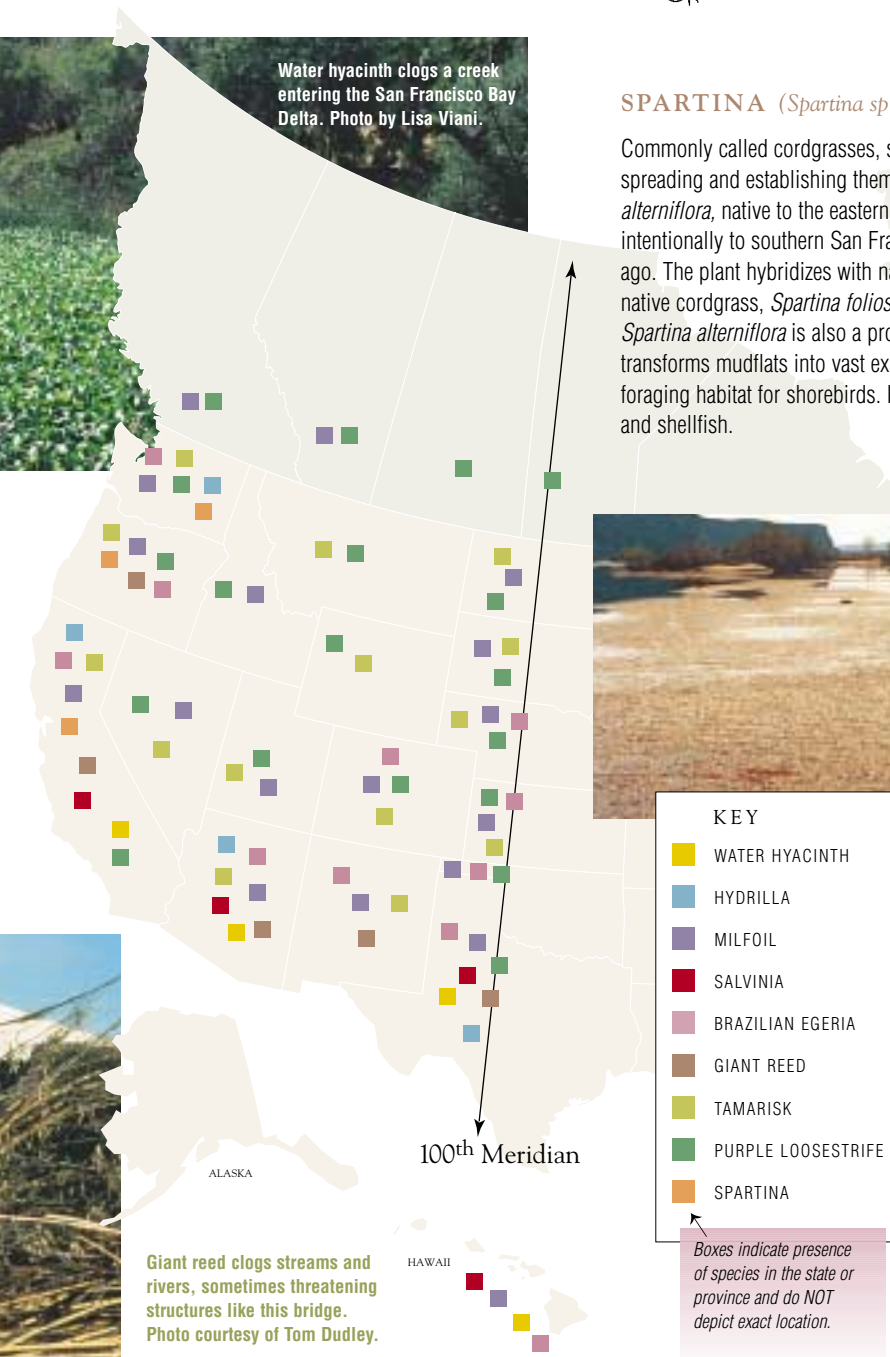 Water hyacinth clogs a creek
entering the San Francisco Bay
Delta. Photo by Lisa Viani.
SPARTINA (Spartina sp
Commonly called cordgrasses, s
spreading and establishing them
alterniflora, native to the eastern
intentionally to southern San Fra
ago. The plant hybridizes with na
native cordgrass, Spartina folios
Spartina alterniflora is also a pro
transforms mudflats into vast ex
foraging habitat for shorebirds.
and shellfish.
KEY
WATER HYACINTH
HYDRILLA
MILFOIL
SALVINIA
BRAZILIAN EGERIA
GIANT REED
TAMARISK
PURPLE LOOSESTRIFE
SPARTINA
Boxes indicate presence
of species in the state or
province and do NOT
depict exact location.
100th Meridian
ALASKA
HAWAII
Giant reed clogs streams and
rivers, sometimes threatening
structures like this bridge.
Photo courtesy of Tom Dudley.